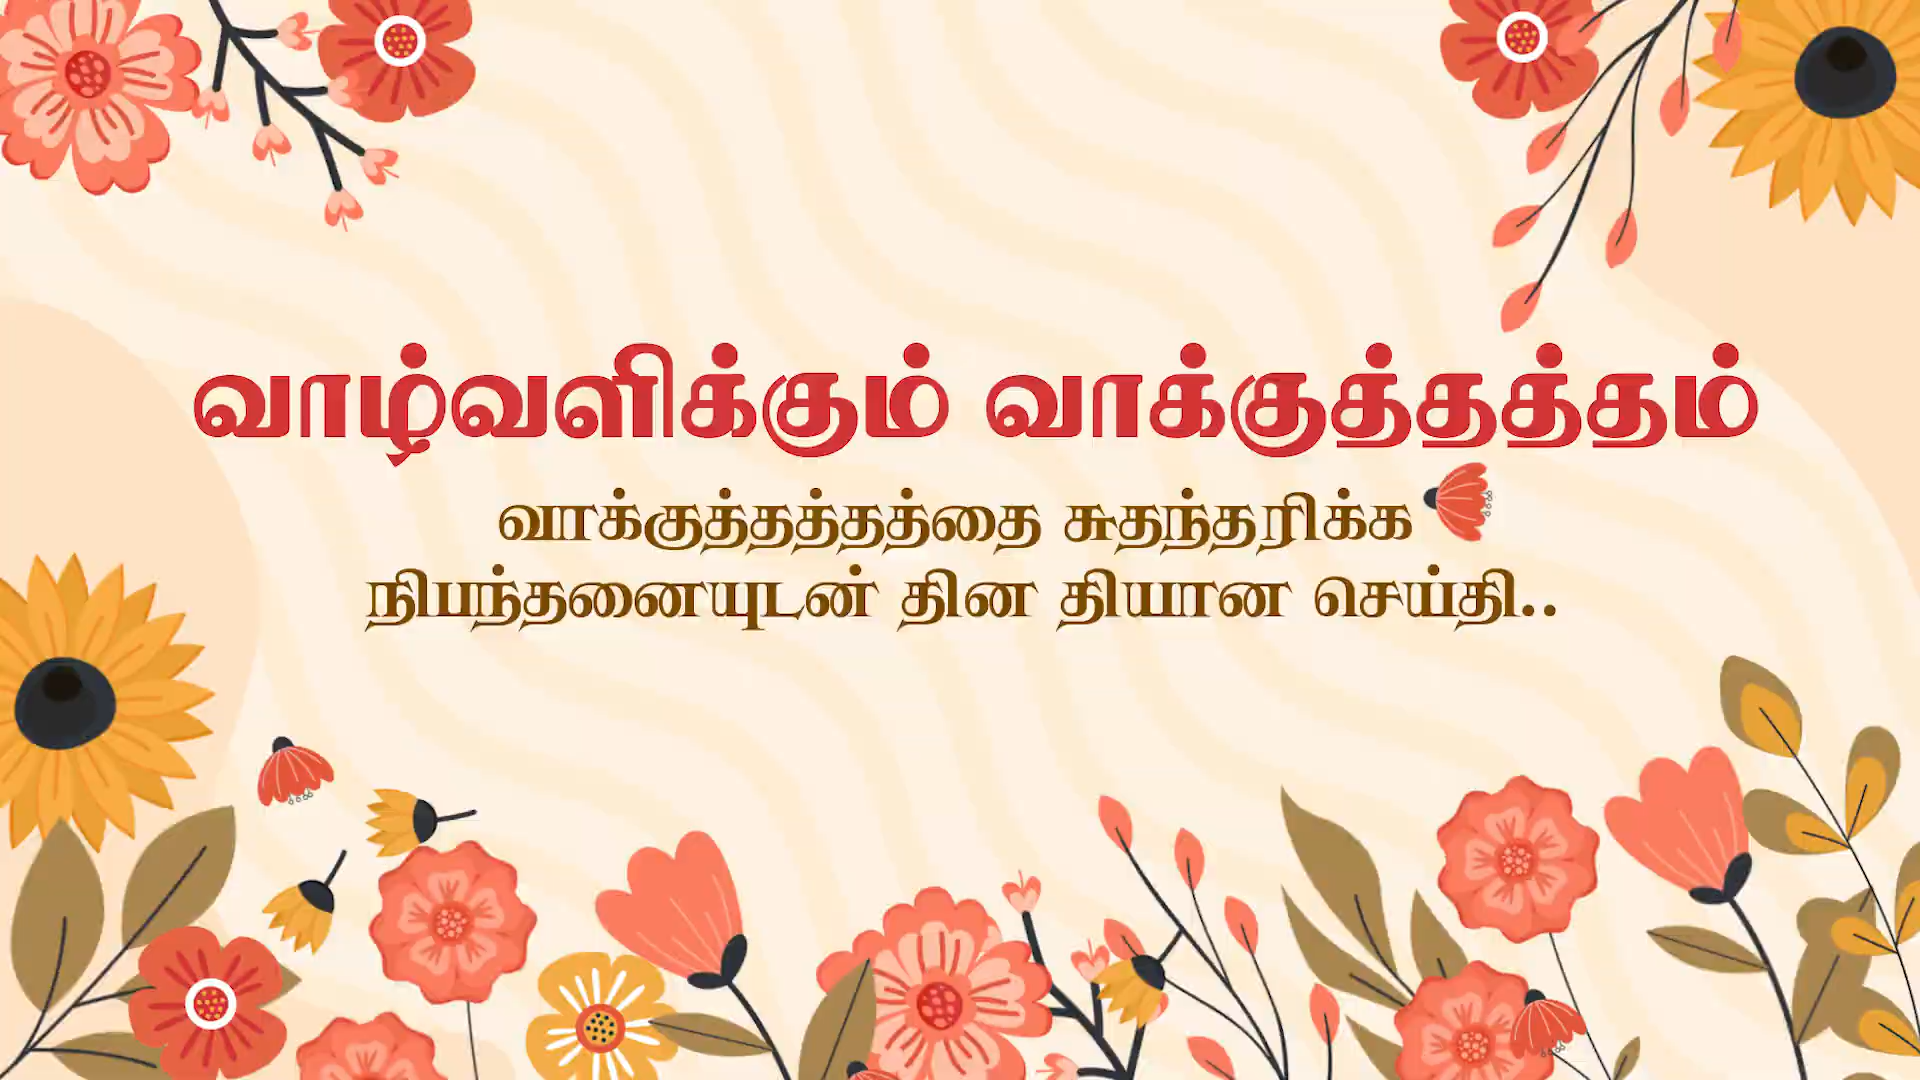 வாழ்வளிக்கும் வாக்குத்தத்தம்
வாக்குத்தத்தத்தை சுதந்தரிக்க
நிபந்தனையுடன் தின தியான செய்தி..